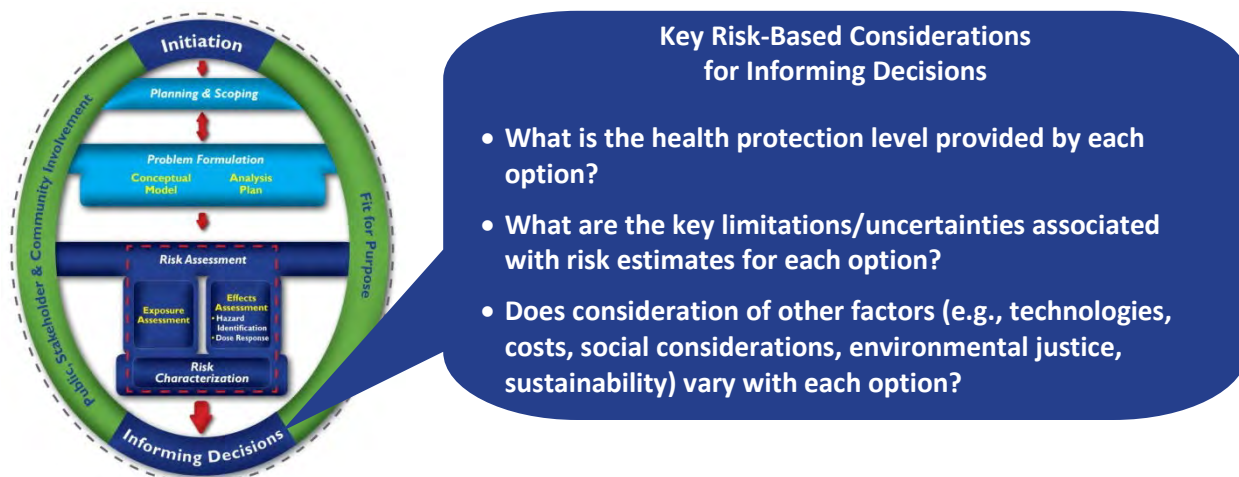 Initiation
Planning & Scoping
Problem Formulation
Conceptual
Model
Analysis
Plan
Public, Stakeholder & Community Involvement
Fit for Purpose
Risk Assessment
Exposure
Assessment
Effects
Assessment
• Hazard
Identification
• Dose Response
Risk
Characterization
Informing Decisions
Key Risk-Based Considerations
for Informing Decisions
• What is the health protection level provided by each
option?
• What are the key limitations/uncertainties associated
with risk estimates for each option?
• Does consideration of other factors (e.g., technologies,
costs, social considerations, environmental justice,
sustainability) vary with each option?